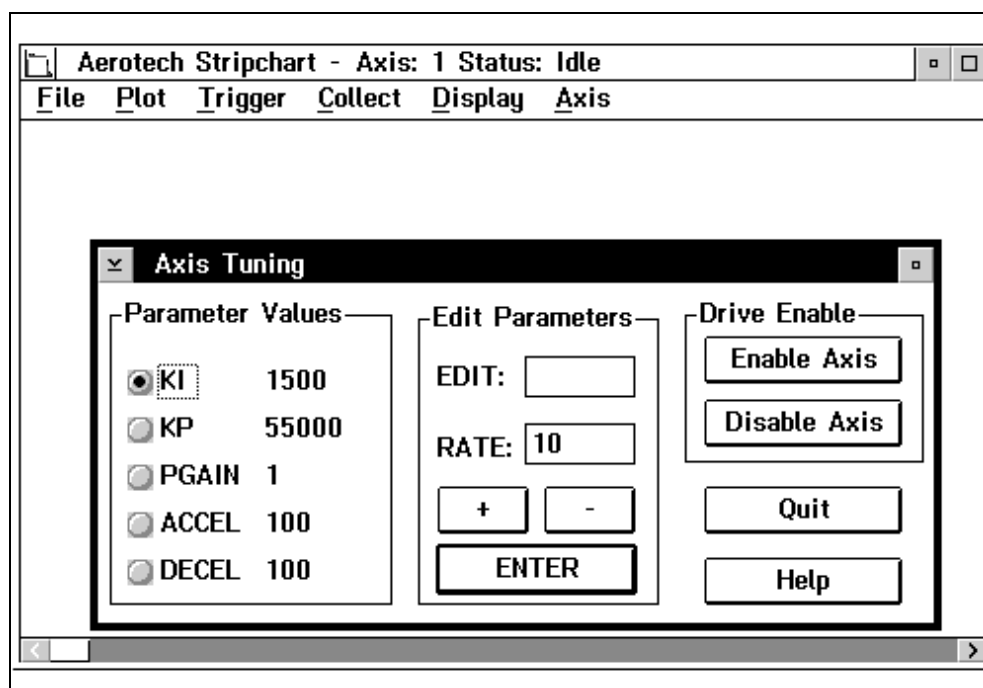 Aerotech Stripchart - Axis: 1 Status: Idle
File Plot Trigger Collect Display Axis
Axis Tuning
Parameter Values
KI 1500
KP 55000
PGAIN 1
ACCEL 100
DECEL 100
Edit Parameters
EDIT:
RATE: 10
+ -
ENTER
Drive Enable
Enable Axis
Disable Axis
Quit
Help